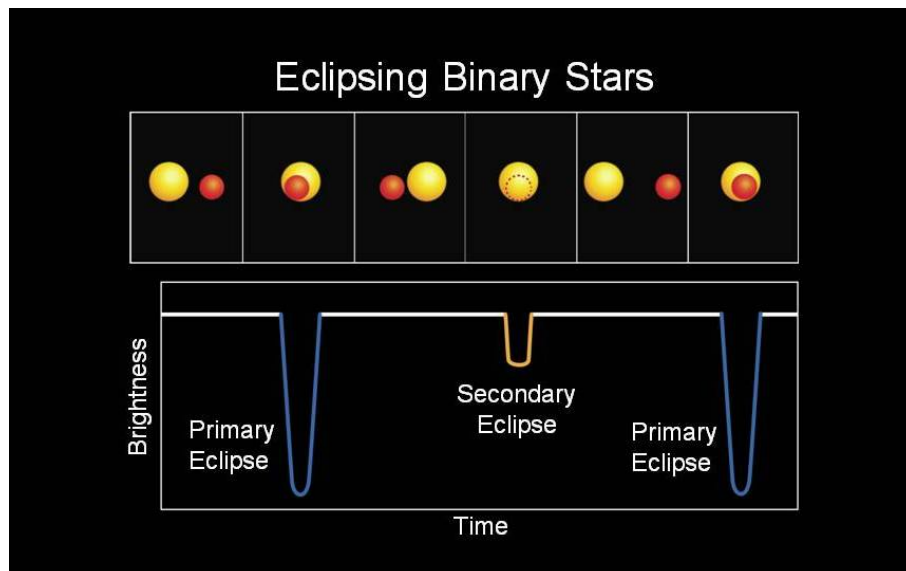 Eclipsing Binary Stars
Brightness
Primary
Eclipse
Secondary
Eclipse
Primary
Eclipse
Time